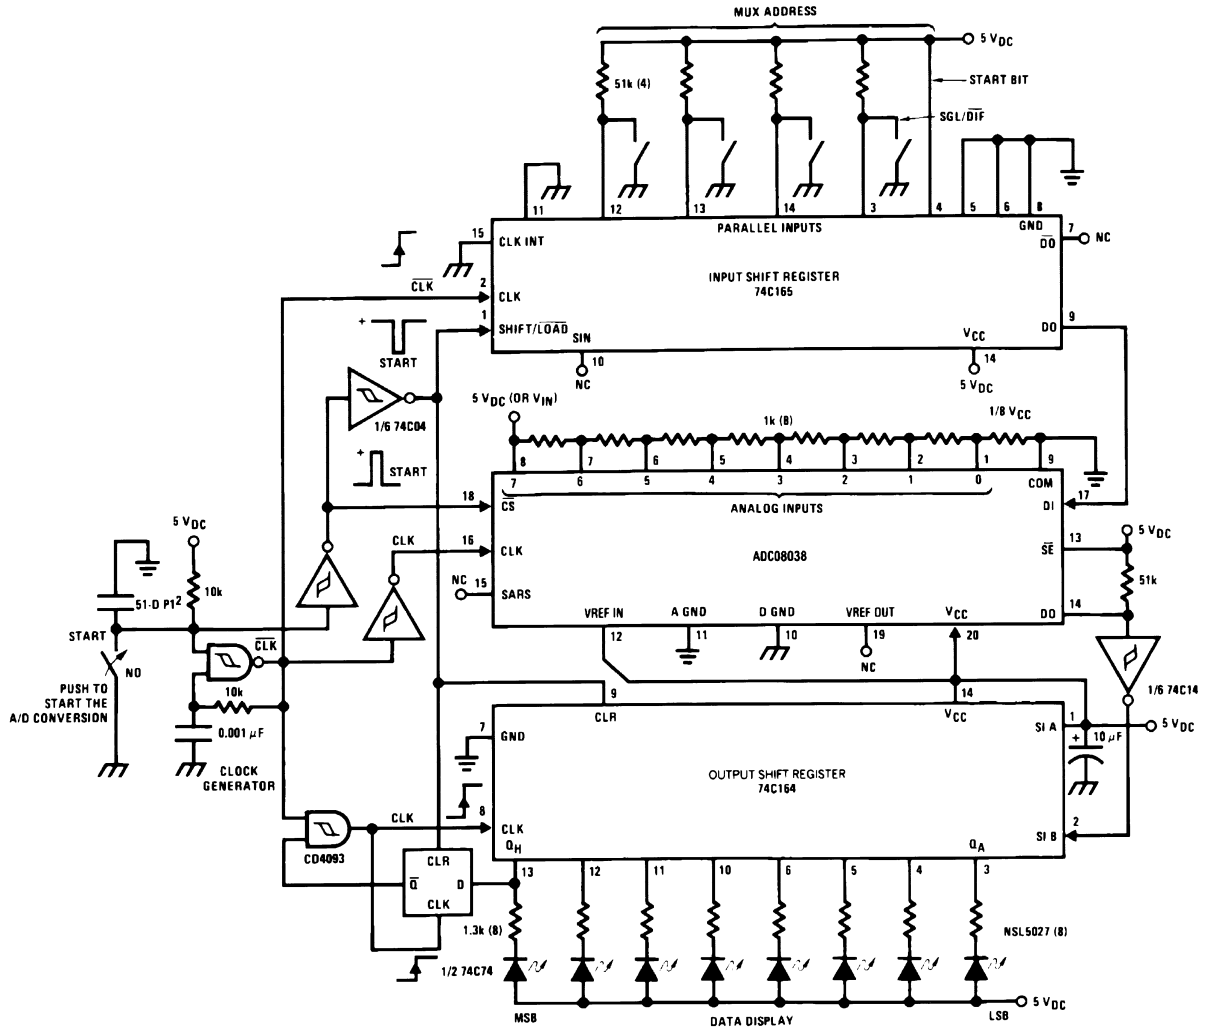 MUX ADDRESS
5 VDC
51k (4)
START BIT
SGL/DIF
11
12
13
14
3
4
5
6
8
PARALLEL INPUTS
GND
15
CLK INT
7
DO
NC
INPUT SHIFT REGISTER
74C165
CLK
2
CLK
1
SHIFT/LOAD
9
DO
+
START
SIN
10
NC
VCC
14
5 VDC
1/6 74C04
5 VDC (OR VIN)
1k (8)
1/8 VCC
+
START
8
7
6
5
4
3
2
1
9
7
6
5
4
3
2
1
0
COM
18
CS
ANALOG INPUTS
17
DI
5 VDC
CLK
16
CLK
ADC08038
13
SE
5 VDC
NC
15
SARS
51k
14
DO
10k
51-D P1²
VREF IN
A GND
D GND
VREF OUT
VCC
12
11
10
19
20
NC
START
CLK
NO
PUSH TO
START THE
A/D CONVERSION
10k
0.001 µF
CLOCK
GENERATOR
1/6 74C14
9
CLR
14
VCC
7
GND
SI A
1
5 VDC
+
10 µF
OUTPUT SHIFT REGISTER
74C164
CLK
8
CLK
2
SI B
CD4093
QH
QA
CLR
Q
D
CLK
13
12
11
10
6
5
4
3
1.3k (8)
NSL5027 (8)
1/2 74C74
MSB
DATA DISPLAY
LSB
5 VDC